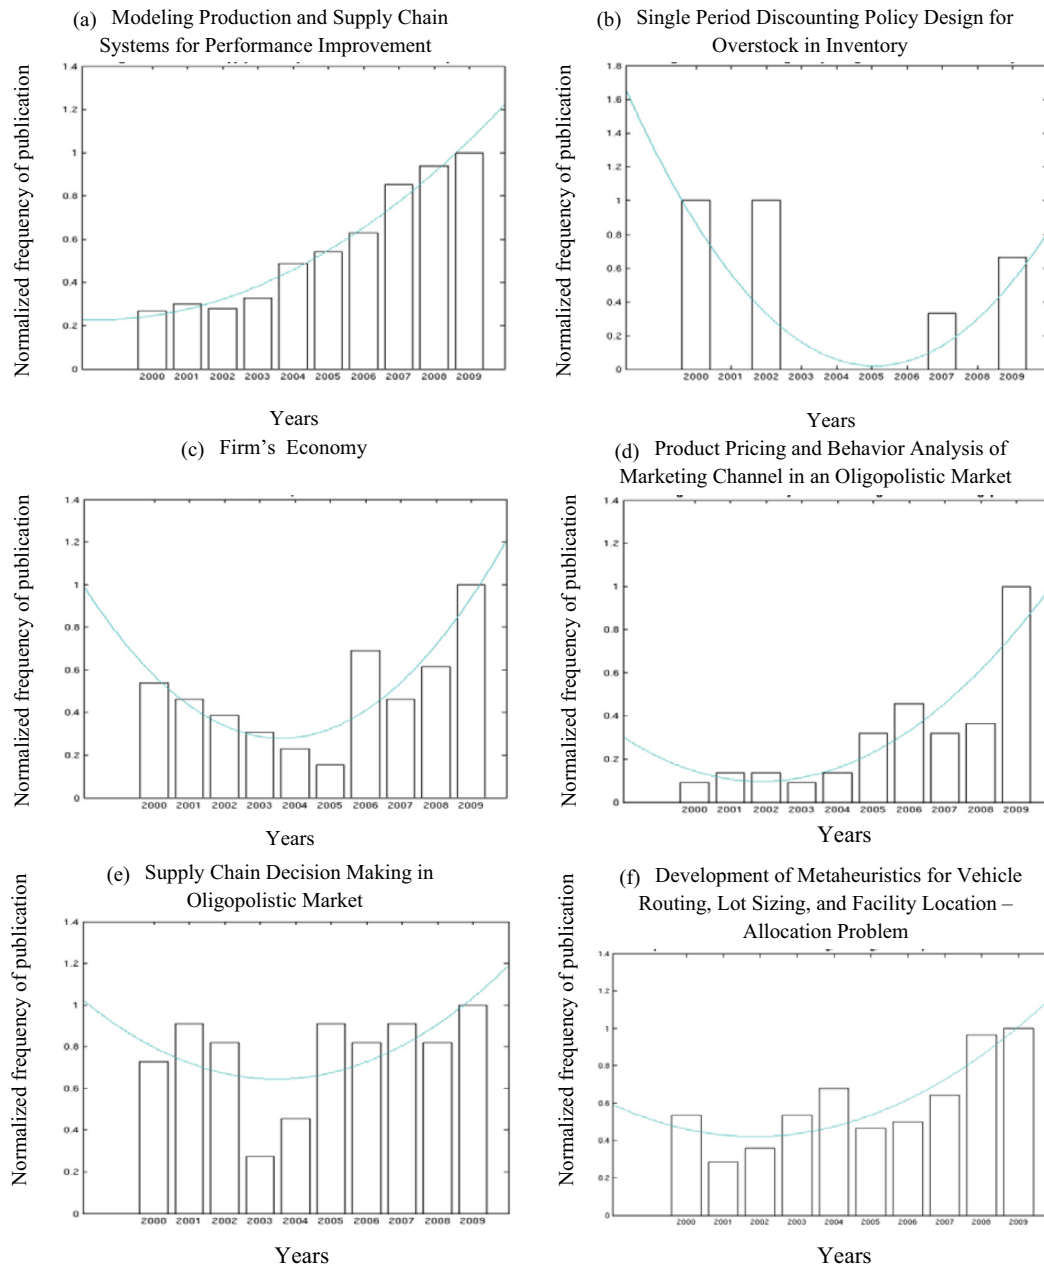 (a) Modeling Production and Supply Chain
Systems for Performance Improvement
Normalized frequency of publication
1.4
1.2
1
0.8
0.6
0.4
0.2
0
2000 2001 2002 2003 2004 2005 2006 2007 2008 2009
Years
(b) Single Period Discounting Policy Design for
Overstock in Inventory
Normalized frequency of publication
1.8
1.6
1.4
1.2
1
0.8
0.6
0.4
0.2
0
2000 2001 2002 2003 2004 2005 2006 2007 2008 2009
Years
(c) Firm's Economy
Normalized frequency of publication
1.4
1.2
1
0.8
0.6
0.4
0.2
0
2000 2001 2002 2003 2004 2005 2006 2007 2008 2009
Years
(d) Product Pricing and Behavior Analysis of
Marketing Channel in an Oligopolistic Market
Normalized frequency of publication
1.4
1.2
1
0.8
0.6
0.4
0.2
0
2000 2001 2002 2003 2004 2005 2006 2007 2008 2009
Years
(e) Supply Chain Decision Making in
Oligopolistic Market
Normalized frequency of publication
1.4
1.2
1
0.8
0.6
0.4
0.2
0
2000 2001 2002 2003 2004 2005 2006 2007 2008 2009
Years
(f) Development of Metaheuristics for Vehicle
Routing, Lot Sizing, and Facility Location –
Allocation Problem
Normalized frequency of publication
1.4
1.2
1
0.8
0.6
0.4
0.2
0
2000 2001 2002 2003 2004 2005 2006 2007 2008 2009
Years